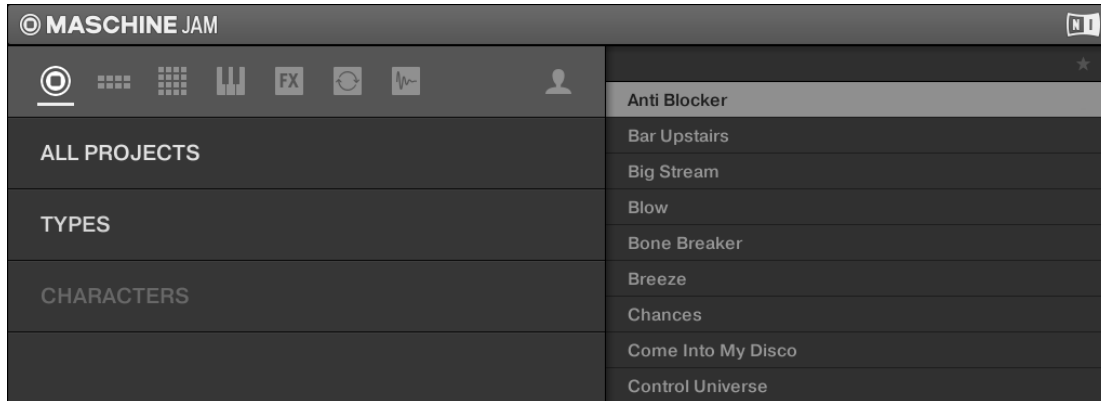 MASCHINE JAM
NI
FX
ALL PROJECTS
TYPES
CHARACTERS
Anti Blocker
Bar Upstairs
Big Stream
Blow
Bone Breaker
Breeze
Chances
Come Into My Disco
Control Universe